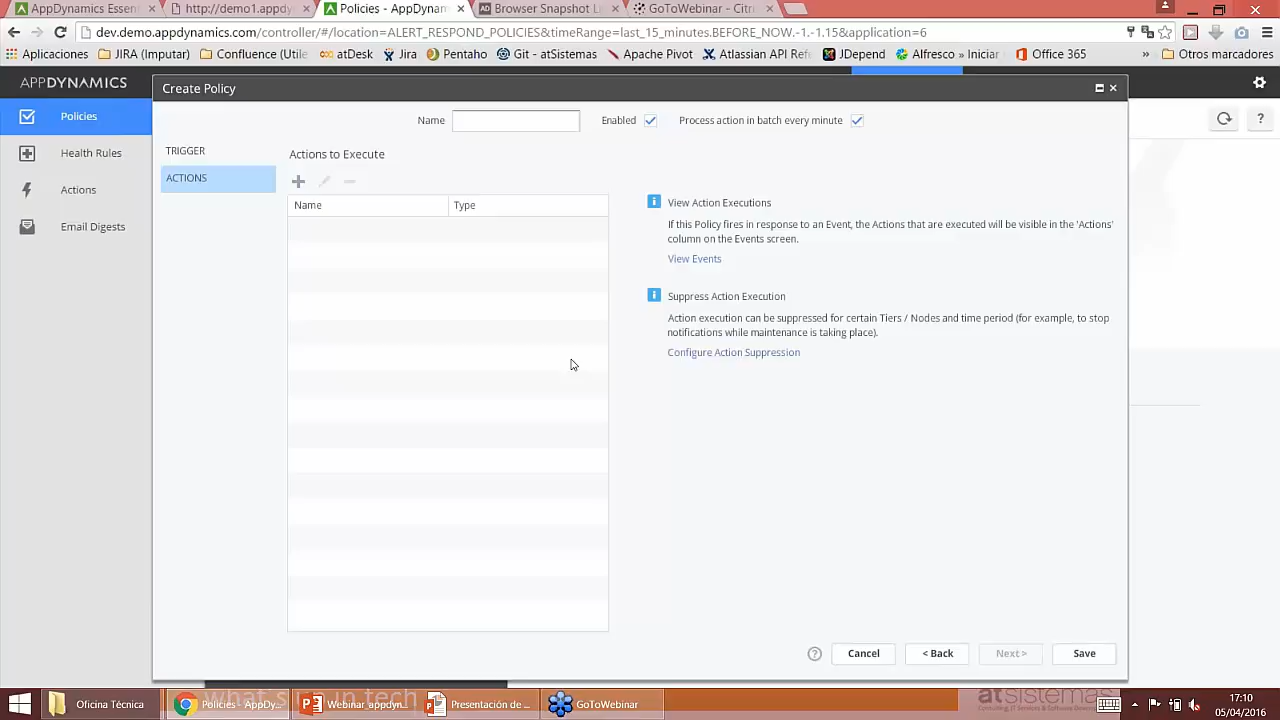 AppDynamics Essen
http://demo1.appdy
Policies - AppDynam
Browser Snapshot Li
GoToWebinar – Citr
dev.demo.appdynamics.com/controller/#/location=ALERT_RESPOND_POLICIES&timeRange=last_15_minutes.BEFORE_NOW.-1.-1.15&application=6
Aplicaciones
JIRA (Imputar)
Confluence (Utile
atDesk
Jira
Pentaho
Git - atSistemas
Apache Pivot
Atlassian API Refer
JDepend
Alfresco » Iniciar
Office 365
»
Otros marcadores
APPDYNAMICS
Create Policy
Policies
Health Rules
Actions
Email Digests
Name
Enabled
Process action in batch every minute
TRIGGER
ACTIONS
Actions to Execute
Name
Type
View Action Executions
If this Policy fires in response to an Event, the Actions that are executed will be visible in the 'Actions'
column on the Events screen.
View Events
Suppress Action Execution
Action execution can be suppressed for certain Tiers / Nodes and time period (for example, to stop
notifications while maintenance is taking place).
Configure Action Suppression
?
?
Cancel
< Back
Next >
Save
Oficina Técnica
Policies - AppDy...
Webinar_appdyn...
Presentación de ...
GoToWebinar
atsistemas
17:10
05/04/2016